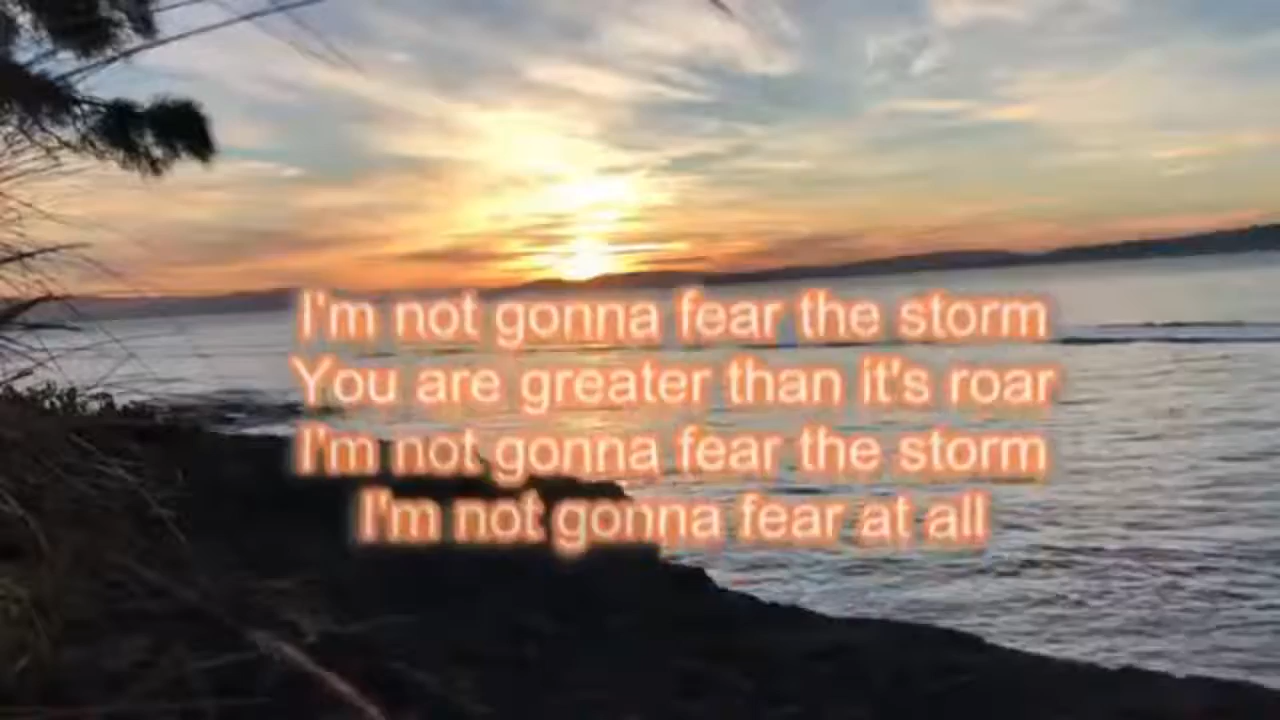 I'm not gonna fear the storm
You are greater than it's roar
I'm not gonna fear the storm
I'm not gonna fear at all